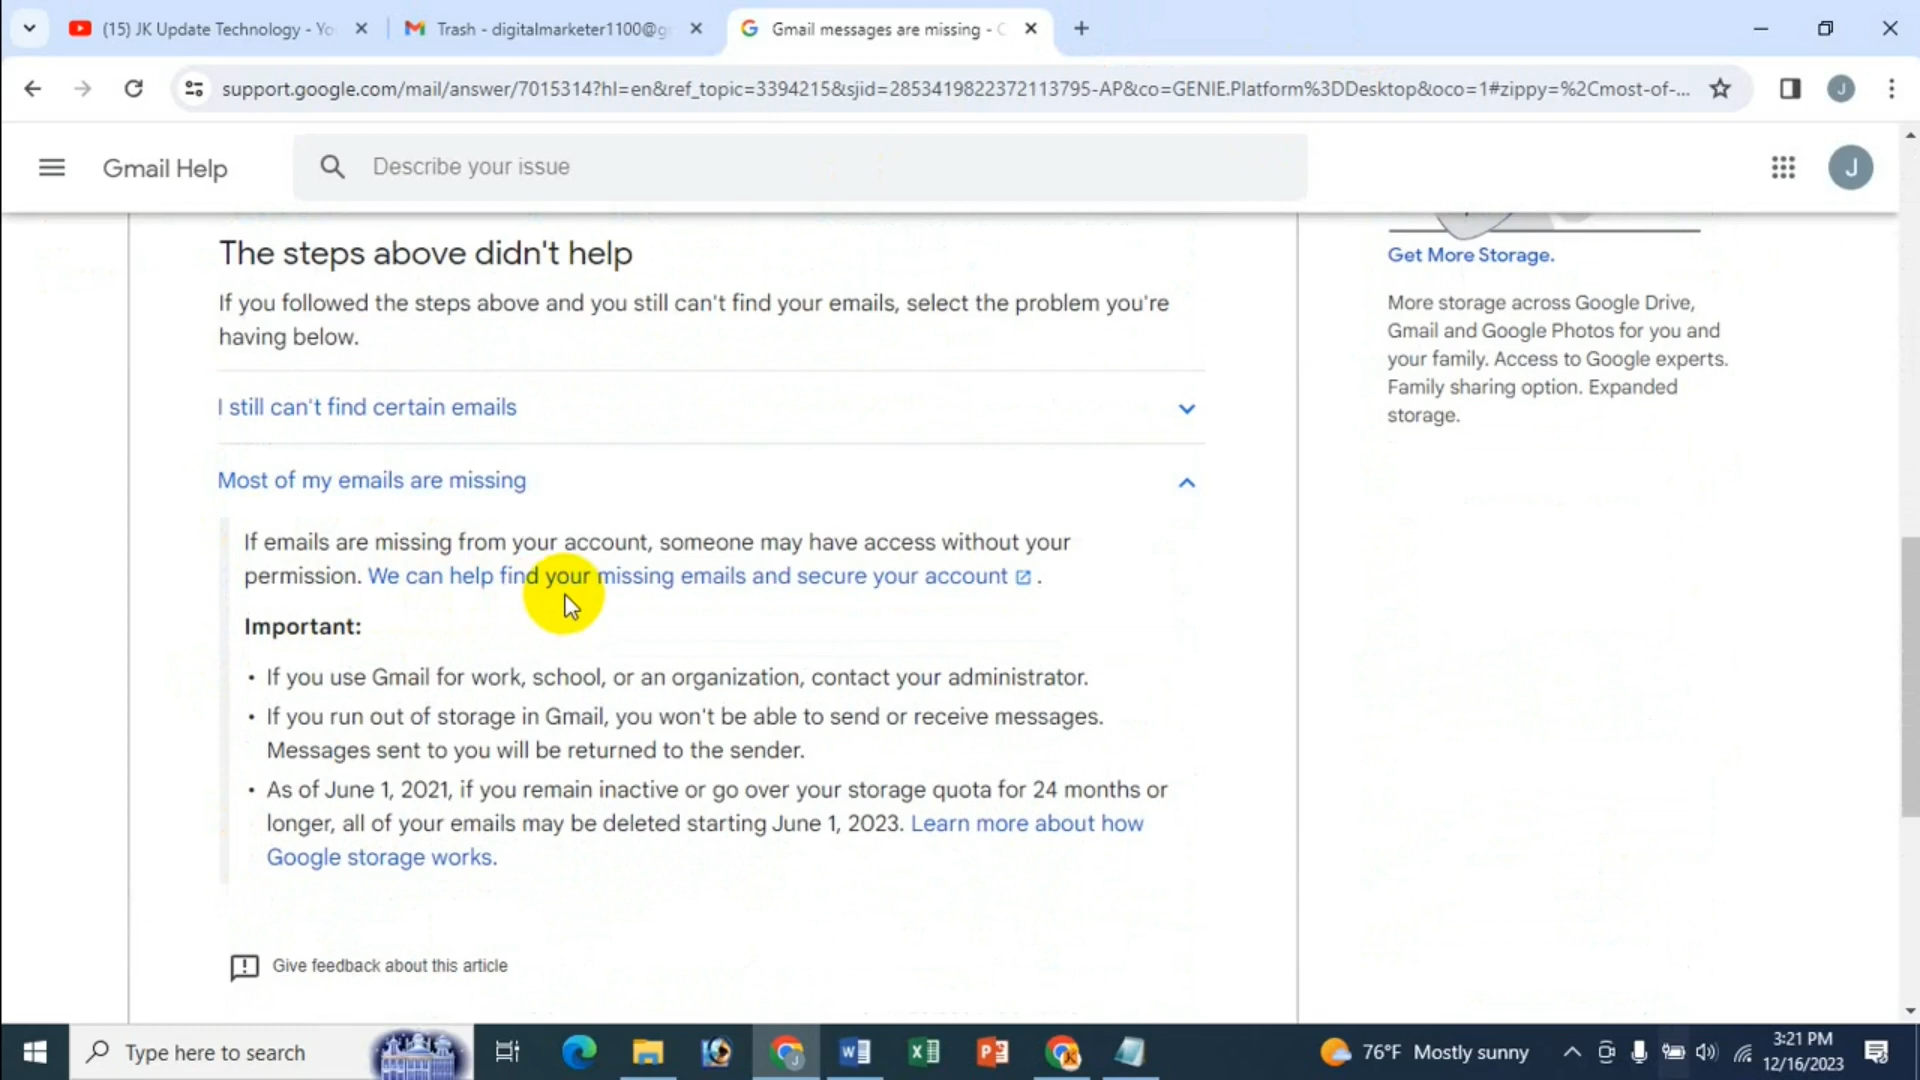 (15) JK Update Technology - Yo
Trash - digitalmarketer1100@g
Gmail messages are missing -
support.google.com/mail/answer/7015314?hl=en&ref_topic=3394215&sjid=2853419822372113795-AP&co=GENIE.Platform%3DDesktop&oco=1#zippy=%2Cmost-of-...
J
Gmail Help
Describe your issue
J
The steps above didn't help
If you followed the steps above and you still can't find your emails, select the problem you're
having below.
I still can't find certain emails
Most of my emails are missing
If emails are missing from your account, someone may have access without your
permission. We can help find your missing emails and secure your account .
Important:
• If you use Gmail for work, school, or an organization, contact your administrator.
• If you run out of storage in Gmail, you won't be able to send or receive messages.
Messages sent to you will be returned to the sender.
• As of June 1, 2021, if you remain inactive or go over your storage quota for 24 months or
longer, all of your emails may be deleted starting June 1, 2023. Learn more about how
Google storage works.
Give feedback about this article
Get More Storage.
More storage across Google Drive,
Gmail and Google Photos for you and
your family. Access to Google experts.
Family sharing option. Expanded
storage.
Type here to search
76°F Mostly sunny
3:21 PM
12/16/2023